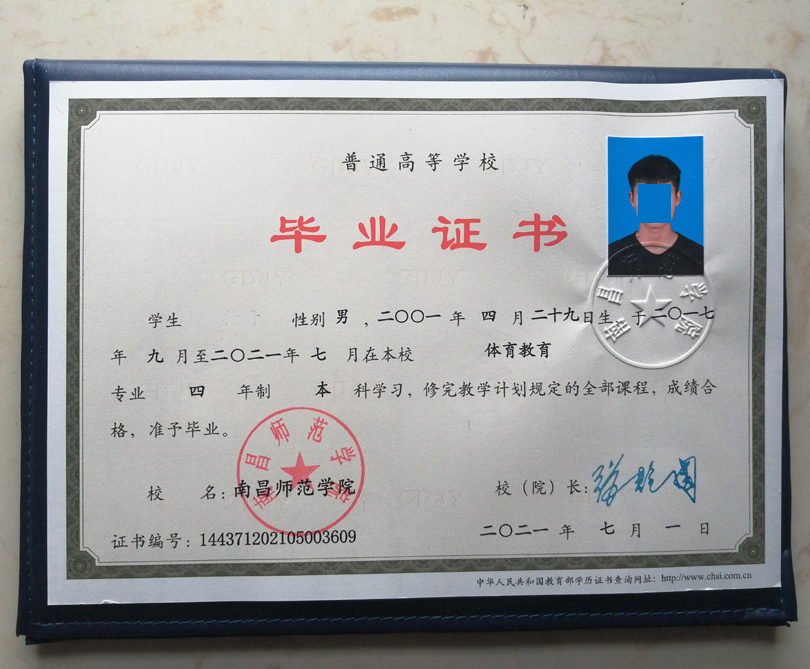 普通高等学校
毕业证书
学生 性别 男 ,二〇〇一 年 四 月 二十九日生 于二〇一七
年 九 月至二〇二一年 七 月在本校 体育教育
专业 四 年制 本 科学习，修完教学计划规定的全部课程，成绩合
格，准予毕业。
南昌师范学院
校 名：南昌师范学院 校（院）长：
二〇二一 年 七 月 一 日
证书编号：144371202105003609
中华人民共和国教育部学历证书查询网址：http://www.chsi.com.cn